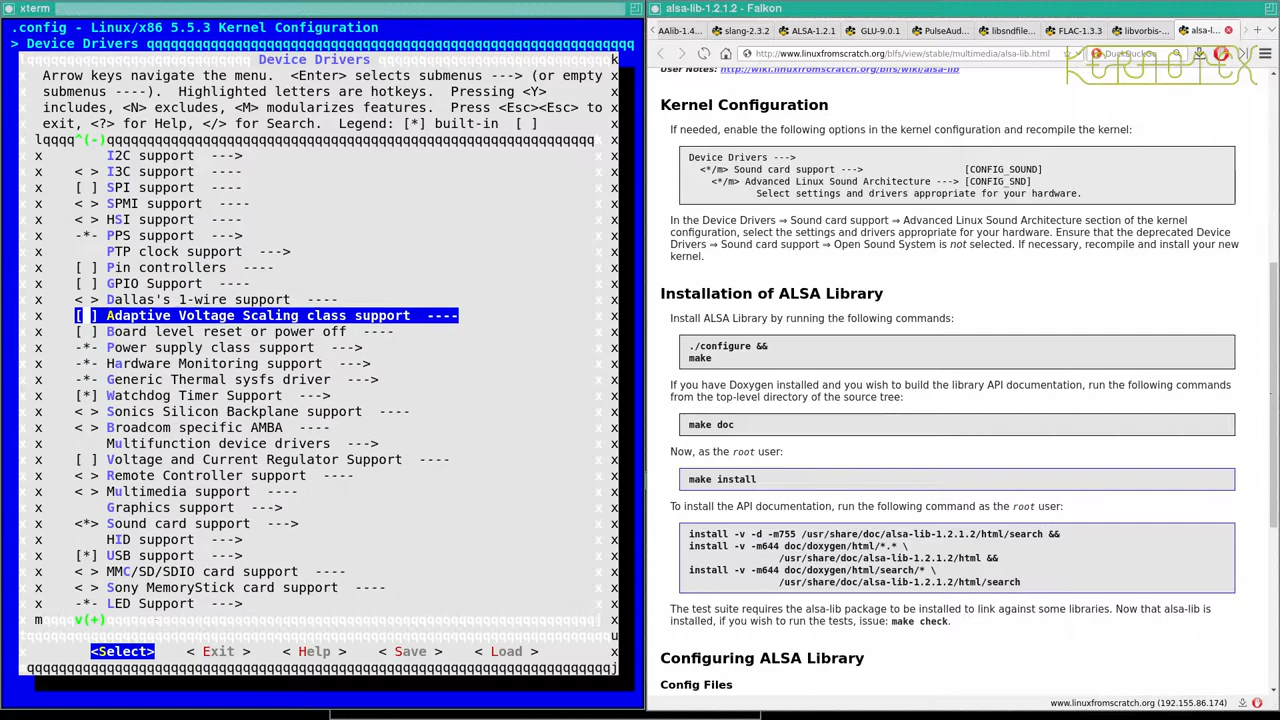 xterm
.config - Linux/x86 5.5.3 Kernel Configuration
> Device Drivers qqqqqqqqqqqqqqqqqqqqqqqqqqqqqqqqqqqqqqqqqqqqqqqqqqqqqqqqqqqqq
Device Drivers
Arrow keys navigate the menu. <Enter> selects submenus ---> (or empty
submenus ----). Highlighted letters are hotkeys. Pressing <Y>
includes, <N> excludes, <M> modularizes features. Press <Esc><Esc> to
exit, <?> for Help, </> for Search. Legend: [*] built-in [ ]
I2C support --->
< > I3C support ----
[ ] SPI support ----
< > SPMI support ----
< > HSI support ----
-*- PPS support --->
PTP clock support --->
[ ] Pin controllers ----
[ ] GPIO Support ----
< > Dallas's 1-wire support ----
[ ] Adaptive Voltage Scaling class support ----
[ ] Board level reset or power off ----
-*- Power supply class support --->
-*- Hardware Monitoring support --->
-*- Generic Thermal sysfs driver --->
[*] Watchdog Timer Support --->
< > Sonics Silicon Backplane support ----
< > Broadcom specific AMBA ----
Multifunction device drivers --->
[ ] Voltage and Current Regulator Support ----
< > Remote Controller support ----
< > Multimedia support ----
Graphics support --->
<*> Sound card support --->
HID support --->
[*] USB support --->
< > MMC/SD/SDIO card support ----
< > Sony MemoryStick card support ----
-*- LED Support --->
v(+)
<Select> < Exit > < Help > < Save > < Load >
alsa-lib-1.2.1.2 - Falkon
AAlib-1.4... slang-2.3.2 ALSA-1.2.1 GLU-9.0.1 PulseAud... libsndfile... FLAC-1.3.3 libvorbis-... alsa-l...
http://www.linuxfromscratch.org/blfs/view/stable/multimedia/alsa-lib.html DuckDuckGo
KERNOTEX
User Notes: http://wiki.linuxfromscratch.org/blfs/wiki/alsa-lib
Kernel Configuration
If needed, enable the following options in the kernel configuration and recompile the kernel:
Device Drivers --->
<*/m> Sound card support ---> [CONFIG_SOUND]
<*/m> Advanced Linux Sound Architecture ---> [CONFIG_SND]
Select settings and drivers appropriate for your hardware.
In the Device Drivers ⇒ Sound card support ⇒ Advanced Linux Sound Architecture section of the kernel
configuration, select the settings and drivers appropriate for your hardware. Ensure that the deprecated Device
Drivers ⇒ Sound card support ⇒ Open Sound System is not selected. If necessary, recompile and install your new
kernel.
Installation of ALSA Library
Install ALSA Library by running the following commands:
./configure &&
make
If you have Doxygen installed and you wish to build the library API documentation, run the following commands
from the top-level directory of the source tree:
make doc
Now, as the root user:
make install
To install the API documentation, run the following command as the root user:
install -v -d -m755 /usr/share/doc/alsa-lib-1.2.1.2/html/search &&
install -v -m644 doc/doxygen/html/*.* \
/usr/share/doc/alsa-lib-1.2.1.2/html &&
install -v -m644 doc/doxygen/html/search/* \
/usr/share/doc/alsa-lib-1.2.1.2/html/search
The test suite requires the alsa-lib package to be installed to link against some libraries. Now that alsa-lib is
installed, if you wish to run the tests, issue: make check.
Configuring ALSA Library
Config Files
www.linuxfromscratch.org (192.155.86.174)